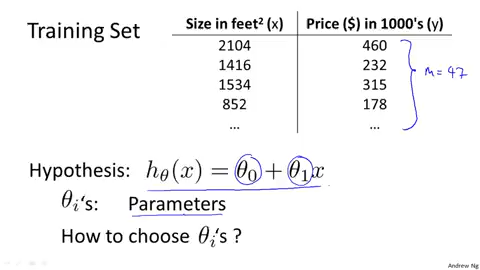 Training Set
Size in feet² (x) Price ($) in 1000's (y)
2104 460
1416 232
1534 315
852 178
... ...
m = 47
Hypothesis: hθ(x) = θ₀ + θ₁x
θᵢ's: Parameters
How to choose θᵢ's ?
Andrew Ng